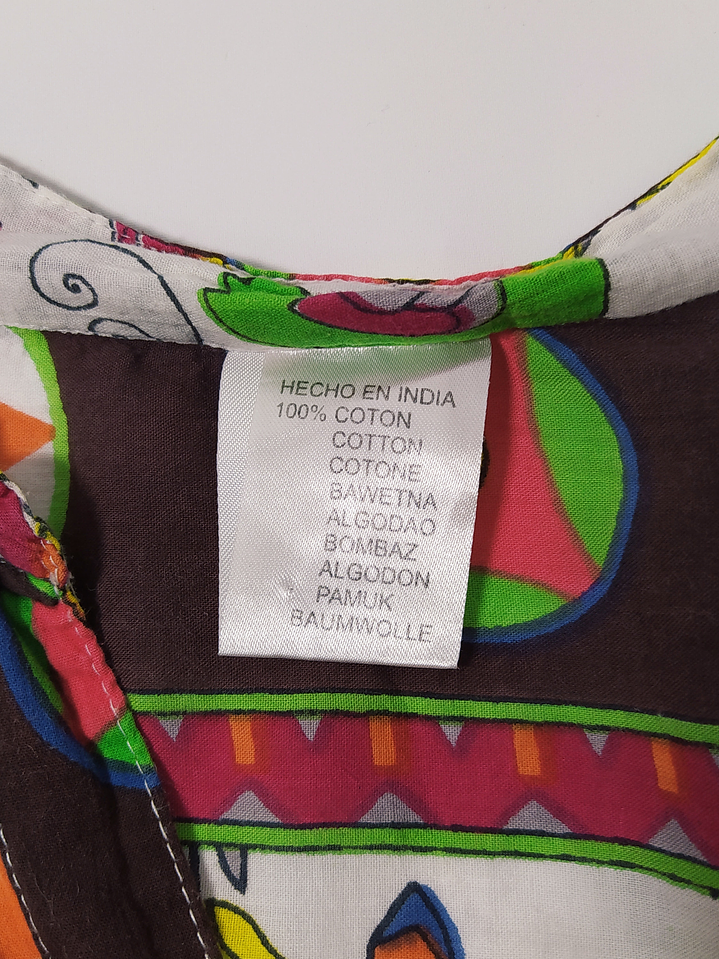 HECHO EN INDIA
100% COTON
COTTON
COTONE
BAWETNA
ALGODAO
BOMBAZ
ALGODON
PAMUK
BAUMWOLLE